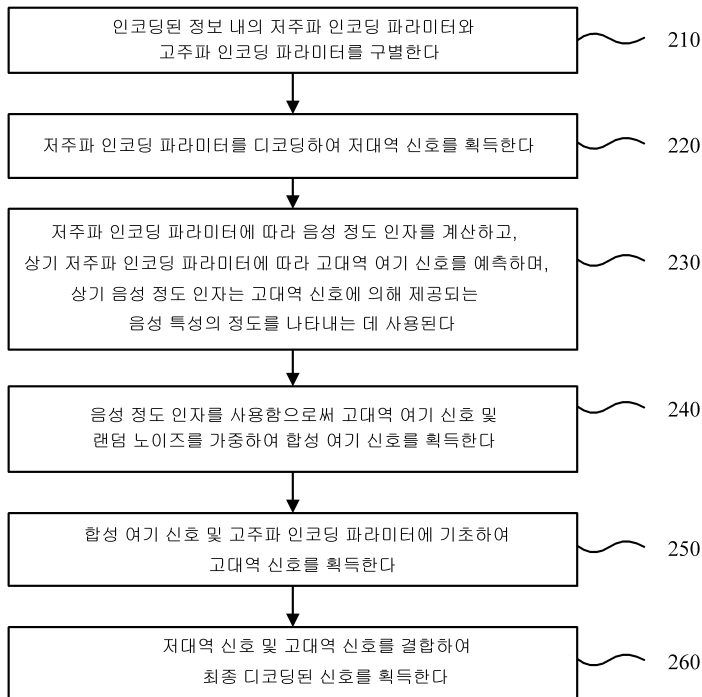 인코딩된 정보 내의 저주파 인코딩 파라미터와
고주파 인코딩 파라미터를 구별한다
210
저주파 인코딩 파라미터를 디코딩하여 저대역 신호를 획득한다
220
저주파 인코딩 파라미터에 따라 음성 정도 인자를 계산하고,
상기 저주파 인코딩 파라미터에 따라 고대역 여기 신호를 예측하며,
상기 음성 정도 인자는 고대역 신호에 의해 제공되는
음성 특성의 정도를 나타내는 데 사용된다
230
음성 정도 인자를 사용함으로써 고대역 여기 신호 및
랜덤 노이즈를 가중하여 합성 여기 신호를 획득한다
240
합성 여기 신호 및 고주파 인코딩 파라미터에 기초하여
고대역 신호를 획득한다
250
저대역 신호 및 고대역 신호를 결합하여
최종 디코딩된 신호를 획득한다
260